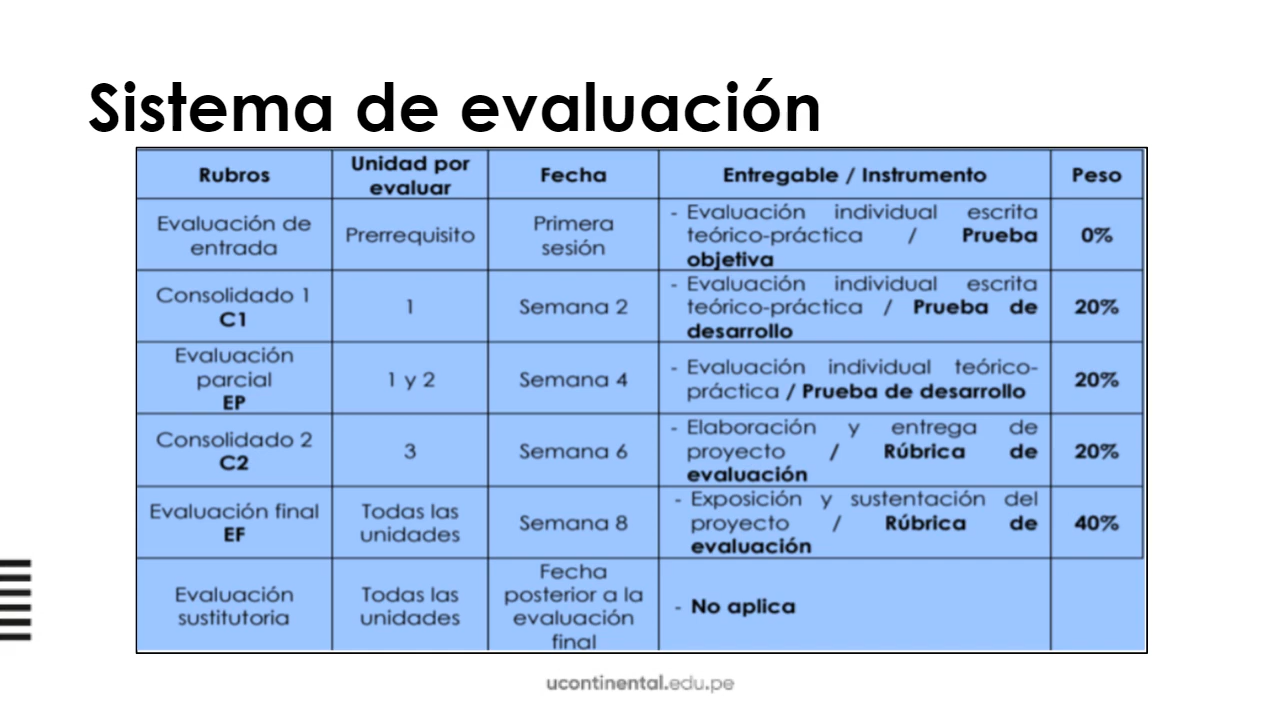 Sistema de evaluación
Rubros
Unidad por
evaluar
Fecha
Entregable / Instrumento
Peso
Evaluación de
entrada
Prerrequisito
Primera
sesión
- Evaluación individual escrita
teórico-práctica / Prueba
objetiva
0%
Consolidado 1
C1
1
Semana 2
- Evaluación individual escrita
teórico-práctica / Prueba de
desarrollo
20%
Evaluación
parcial
EP
1 y 2
Semana 4
- Evaluación individual teórico-
práctica / Prueba de desarrollo
20%
Consolidado 2
C2
3
Semana 6
- Elaboración y entrega de
proyecto / Rúbrica de
evaluación
20%
Evaluación final
EF
Todas las
unidades
Semana 8
- Exposición y sustentación del
proyecto / Rúbrica de
evaluación
40%
Evaluación
sustitutoria
Todas las
unidades
Fecha
posterior a la
evaluación
final
- No aplica
ucontinental.edu.pe